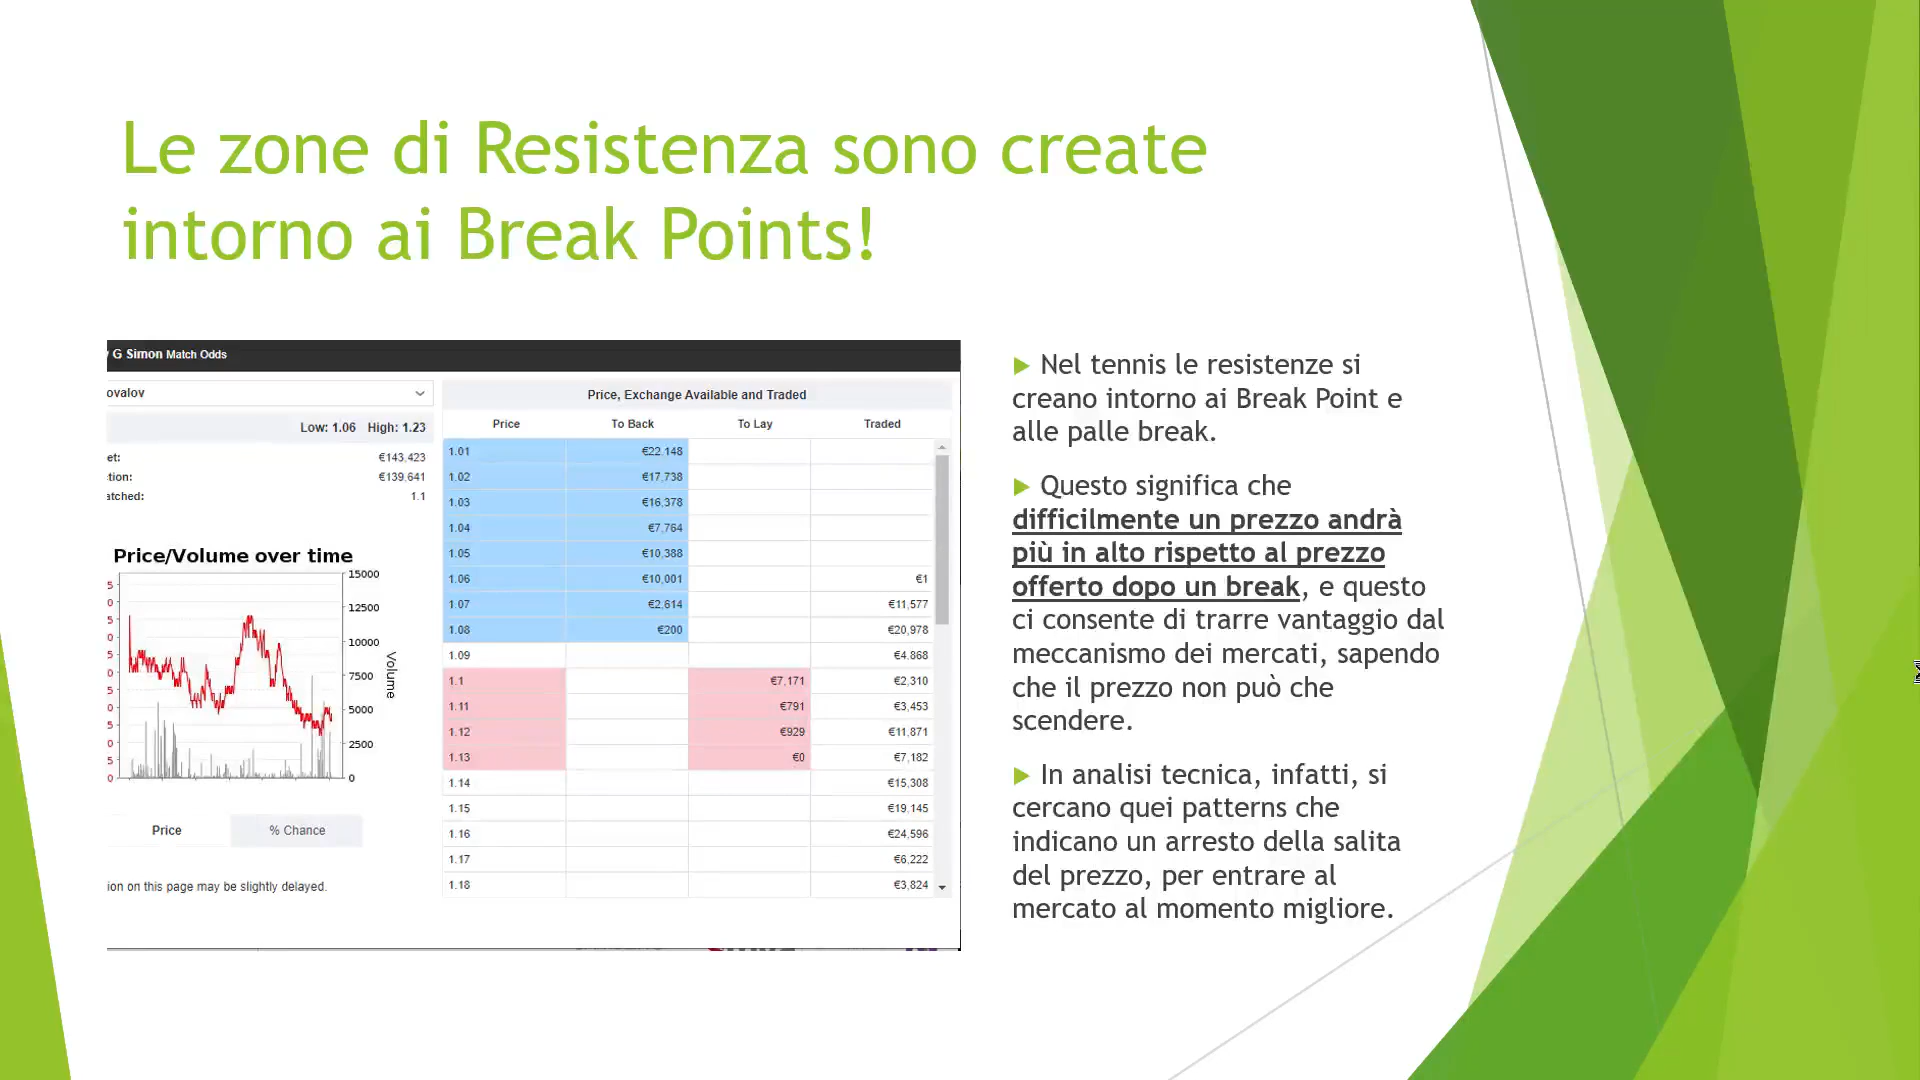 Le zone di Resistenza sono create
intorno ai Break Points!
G Simon Match Odds
ovalov
Low: 1.06 High: 1.23
et: €143,423
tion: €139,641
atched: 1.1
Price/Volume over time
15000
12500
10000
7500
5000
2500
0
Volume
5
0
5
0
5
0
5
0
Price % Chance
ion on this page may be slightly delayed.
Price, Exchange Available and Traded
Price To Back To Lay Traded
1.01 €22,148
1.02 €17,738
1.03 €16,378
1.04 €7,764
1.05 €10,388
1.06 €10,001 €1
1.07 €2,614 €11,577
1.08 €200 €20,978
1.09 €4,868
1.1 €7,171 €2,310
1.11 €791 €3,453
1.12 €929 €11,871
1.13 €0 €7,182
1.14 €15,308
1.15 €19,145
1.16 €24,596
1.17 €6,222
1.18 €3,824
Nel tennis le resistenze si
creano intorno ai Break Point e
alle palle break.
Questo significa che
difficilmente un prezzo andrà
più in alto rispetto al prezzo
offerto dopo un break, e questo
ci consente di trarre vantaggio dal
meccanismo dei mercati, sapendo
che il prezzo non può che
scendere.
In analisi tecnica, infatti, si
cercano quei patterns che
indicano un arresto della salita
del prezzo, per entrare al
mercato al momento migliore.